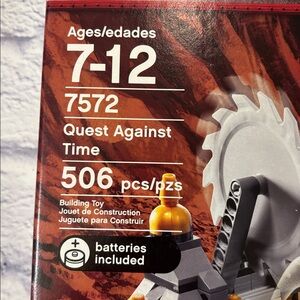 Ages/edades
7-12
7572
Quest Against
Time
506 pcs/pzs
Building Toy
Jouet de Construction
Juguete para Construir
batteries
included